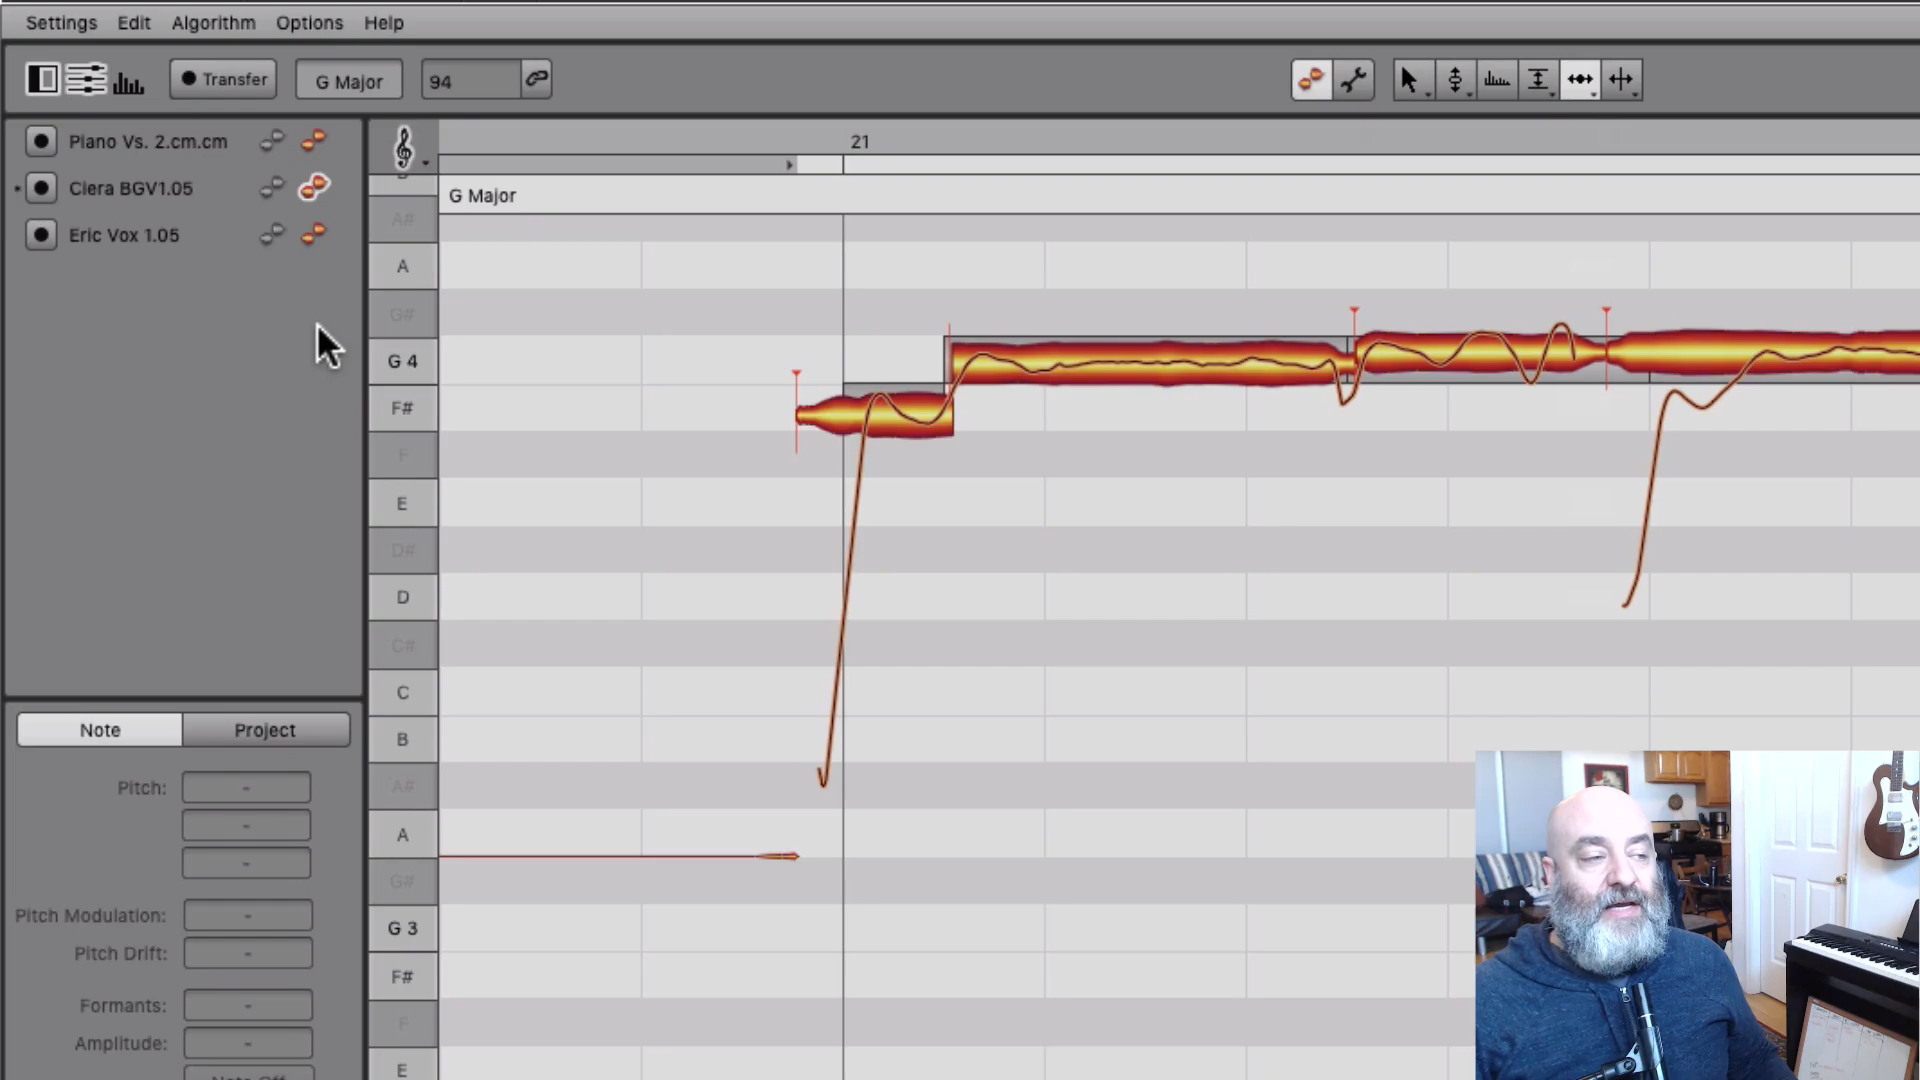 Settings Edit Algorithm Options Help
Transfer G Major 94
Piano Vs. 2.cm.cm
Ciera BGV1.05
Eric Vox 1.05
21
G Major
A#
A
G#
G 4
F#
F
E
D#
D
C#
C
B
A#
A
G#
G 3
F#
F
E
Note Project
Pitch: -
-
-
Pitch Modulation: -
Pitch Drift: -
Formants: -
Amplitude: -